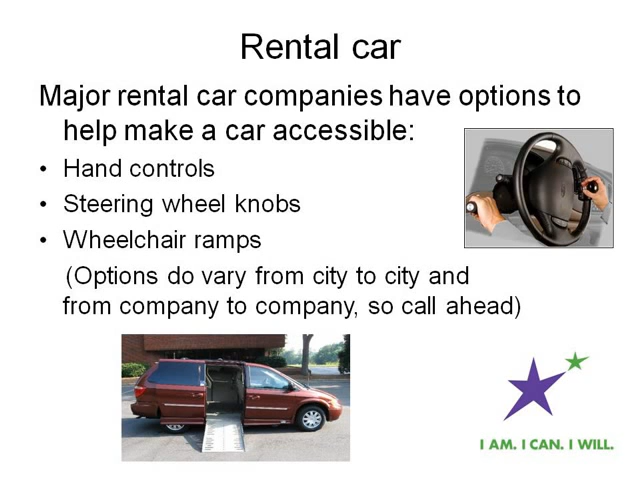 Rental car
Major rental car companies have options to
help make a car accessible:
• Hand controls
• Steering wheel knobs
• Wheelchair ramps
(Options do vary from city to city and
from company to company, so call ahead)
I AM. I CAN. I WILL.